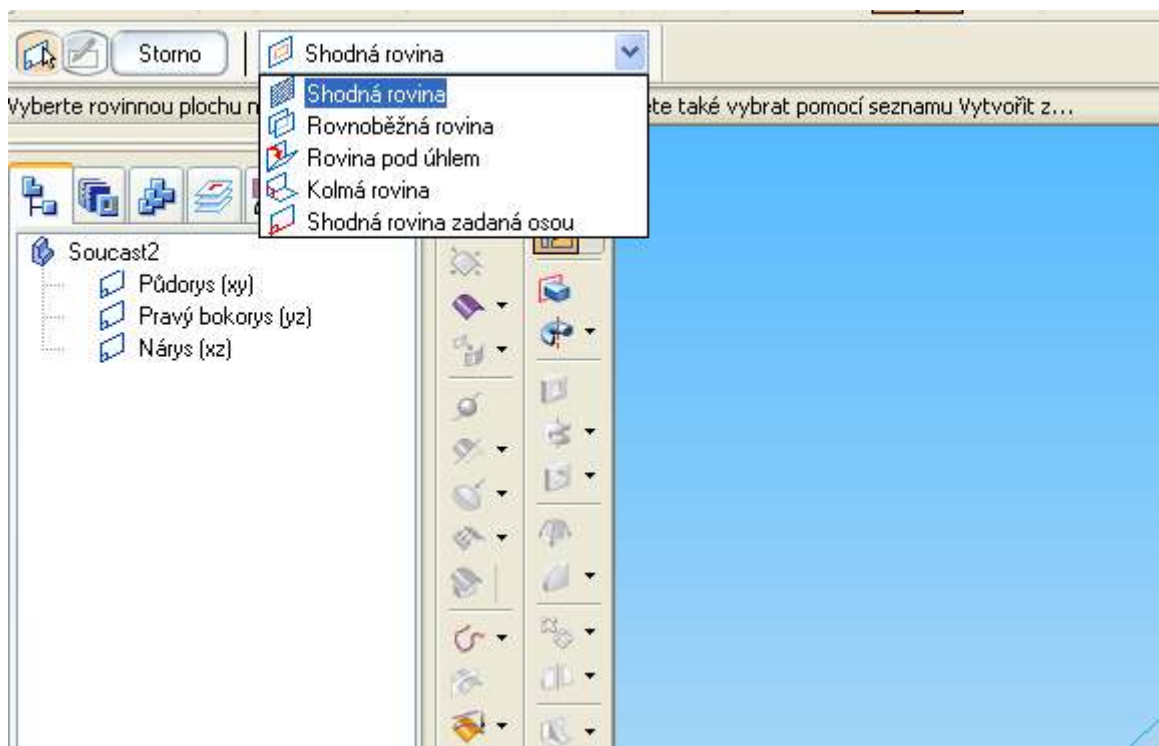 Storno
Shodná rovina
Shodná rovina
Vyberte rovinnou plochu
také vybrat pomocí seznamu Vytvořit z...
Rovnoběžná rovina
Rovina pod úhlem
Kolmá rovina
Shodná rovina zadaná osou
Soucast2
Půdorys (xy)
Pravý bokorys (yz)
Nárys (xz)